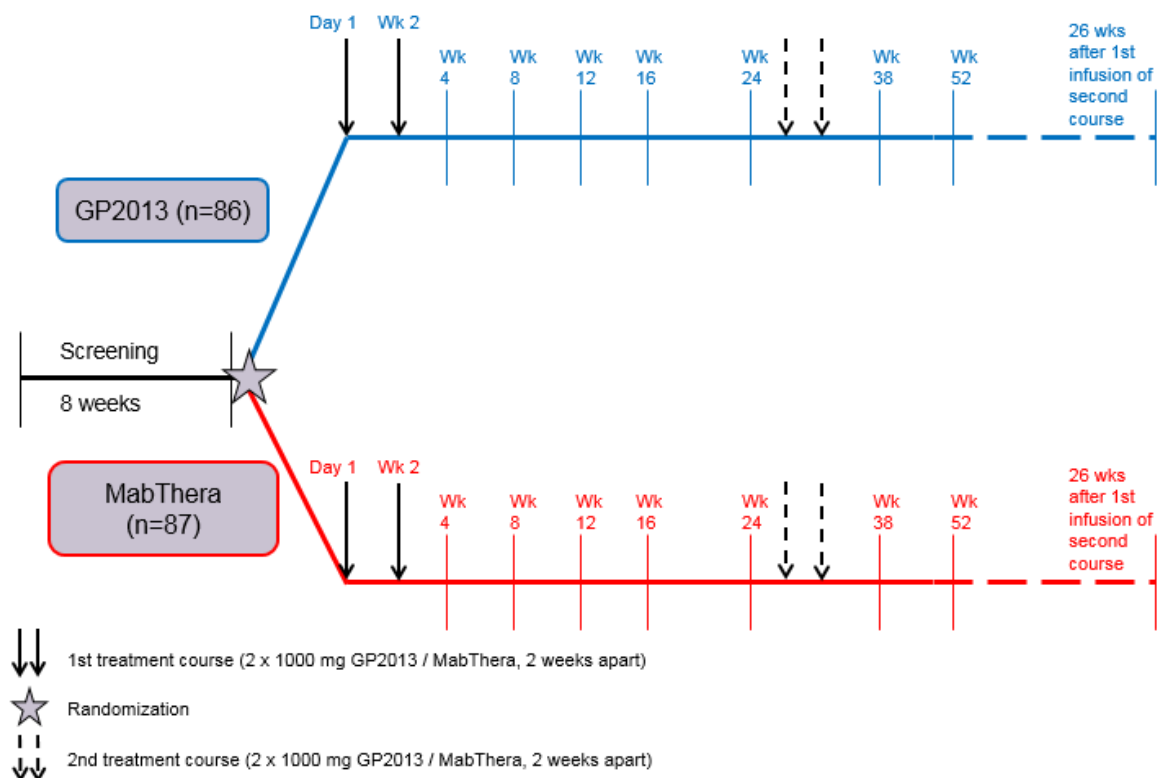 Day 1
Wk 2
Wk
4
Wk
8
Wk
12
Wk
16
Wk
24
Wk
38
Wk
52
26 wks
after 1st
infusion of
second
course
GP2013 (n=86)
Screening
8 weeks
MabThera
(n=87)
Day 1
Wk 2
Wk
4
Wk
8
Wk
12
Wk
16
Wk
24
Wk
38
Wk
52
26 wks
after 1st
infusion of
second
course
1st treatment course (2 x 1000 mg GP2013 / MabThera, 2 weeks apart)
Randomization
2nd treatment course (2 x 1000 mg GP2013 / MabThera, 2 weeks apart)